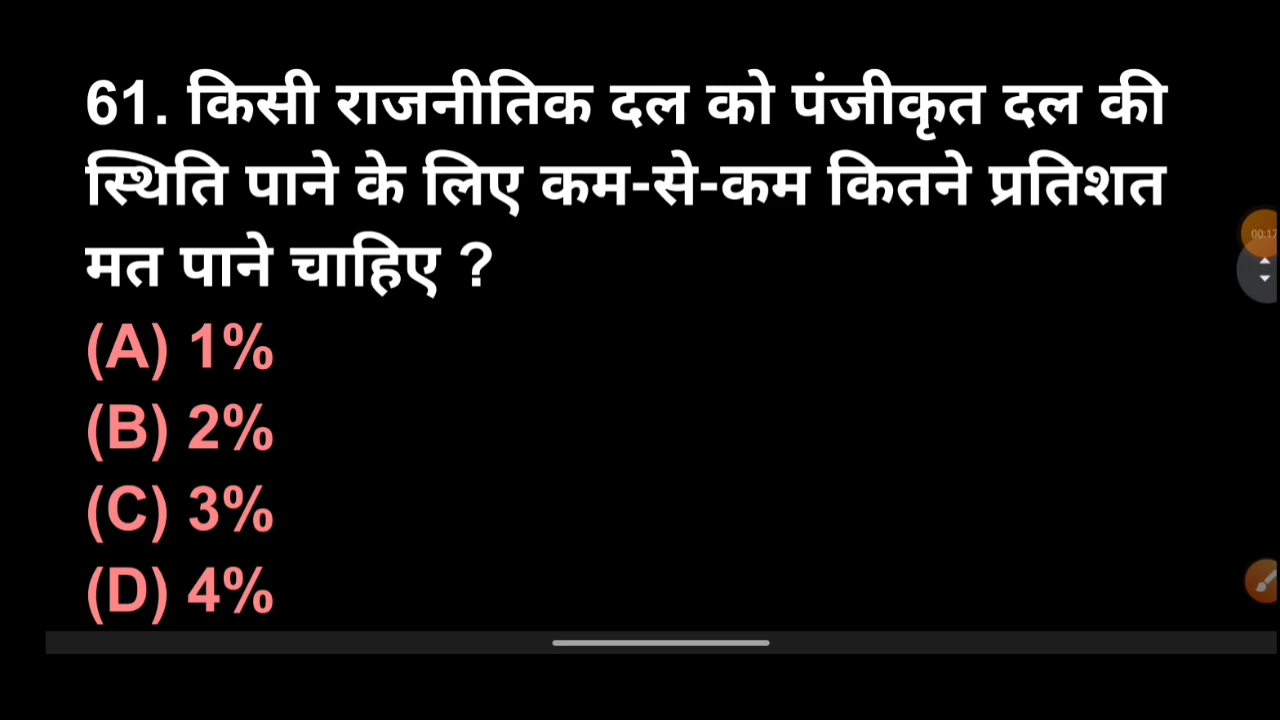 61. किसी राजनीतिक दल को पंजीकृत दल की
स्थिति पाने के लिए कम-से-कम कितने प्रतिशत
मत पाने चाहिए ?
(A) 1%
(B) 2%
(C) 3%
(D) 4%